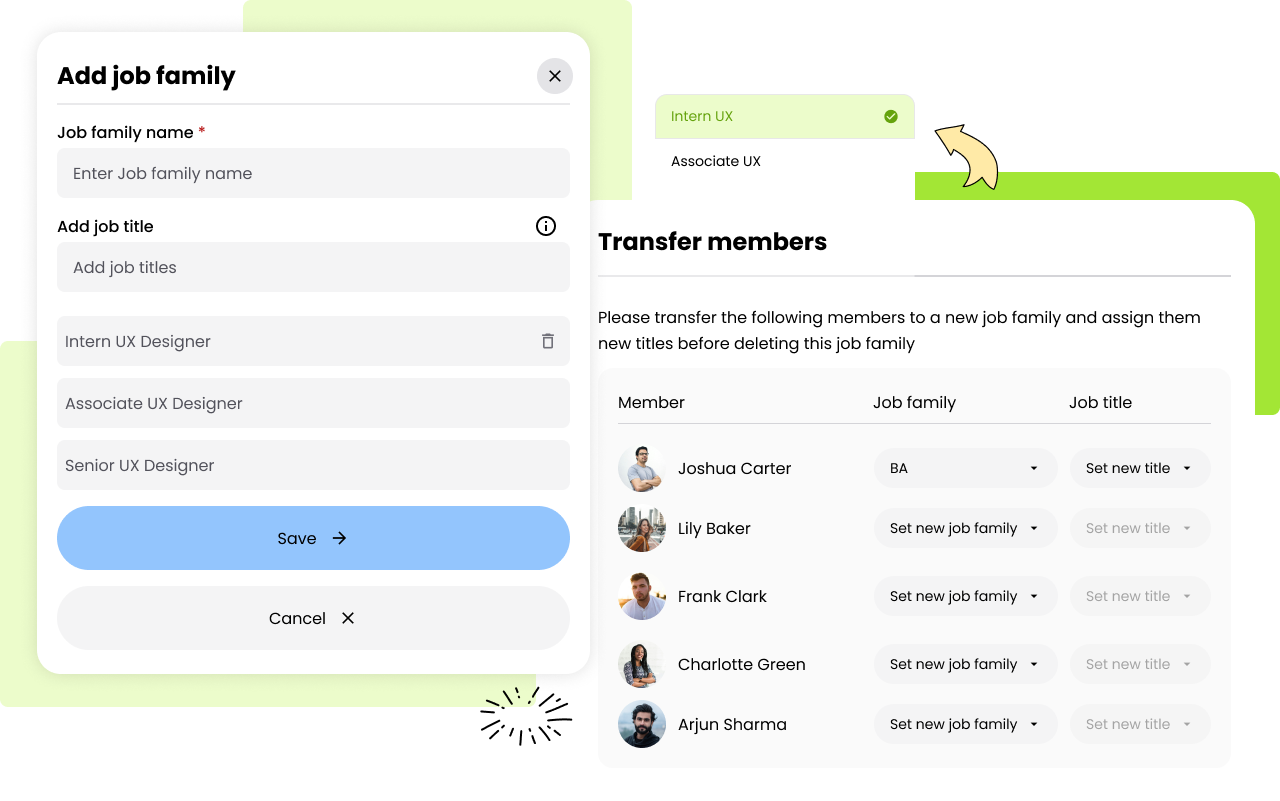 Add job family
Job family name *
Enter Job family name
Add job title
Add job titles
Intern UX Designer
Associate UX Designer
Senior UX Designer
Save
Cancel
Intern UX
Associate UX
Transfer members
Please transfer the following members to a new job family and assign them
new titles before deleting this job family
Member Job family Job title
Joshua Carter BA Set new title
Lily Baker Set new job family Set new title
Frank Clark Set new job family Set new title
Charlotte Green Set new job family Set new title
Arjun Sharma Set new job family Set new title